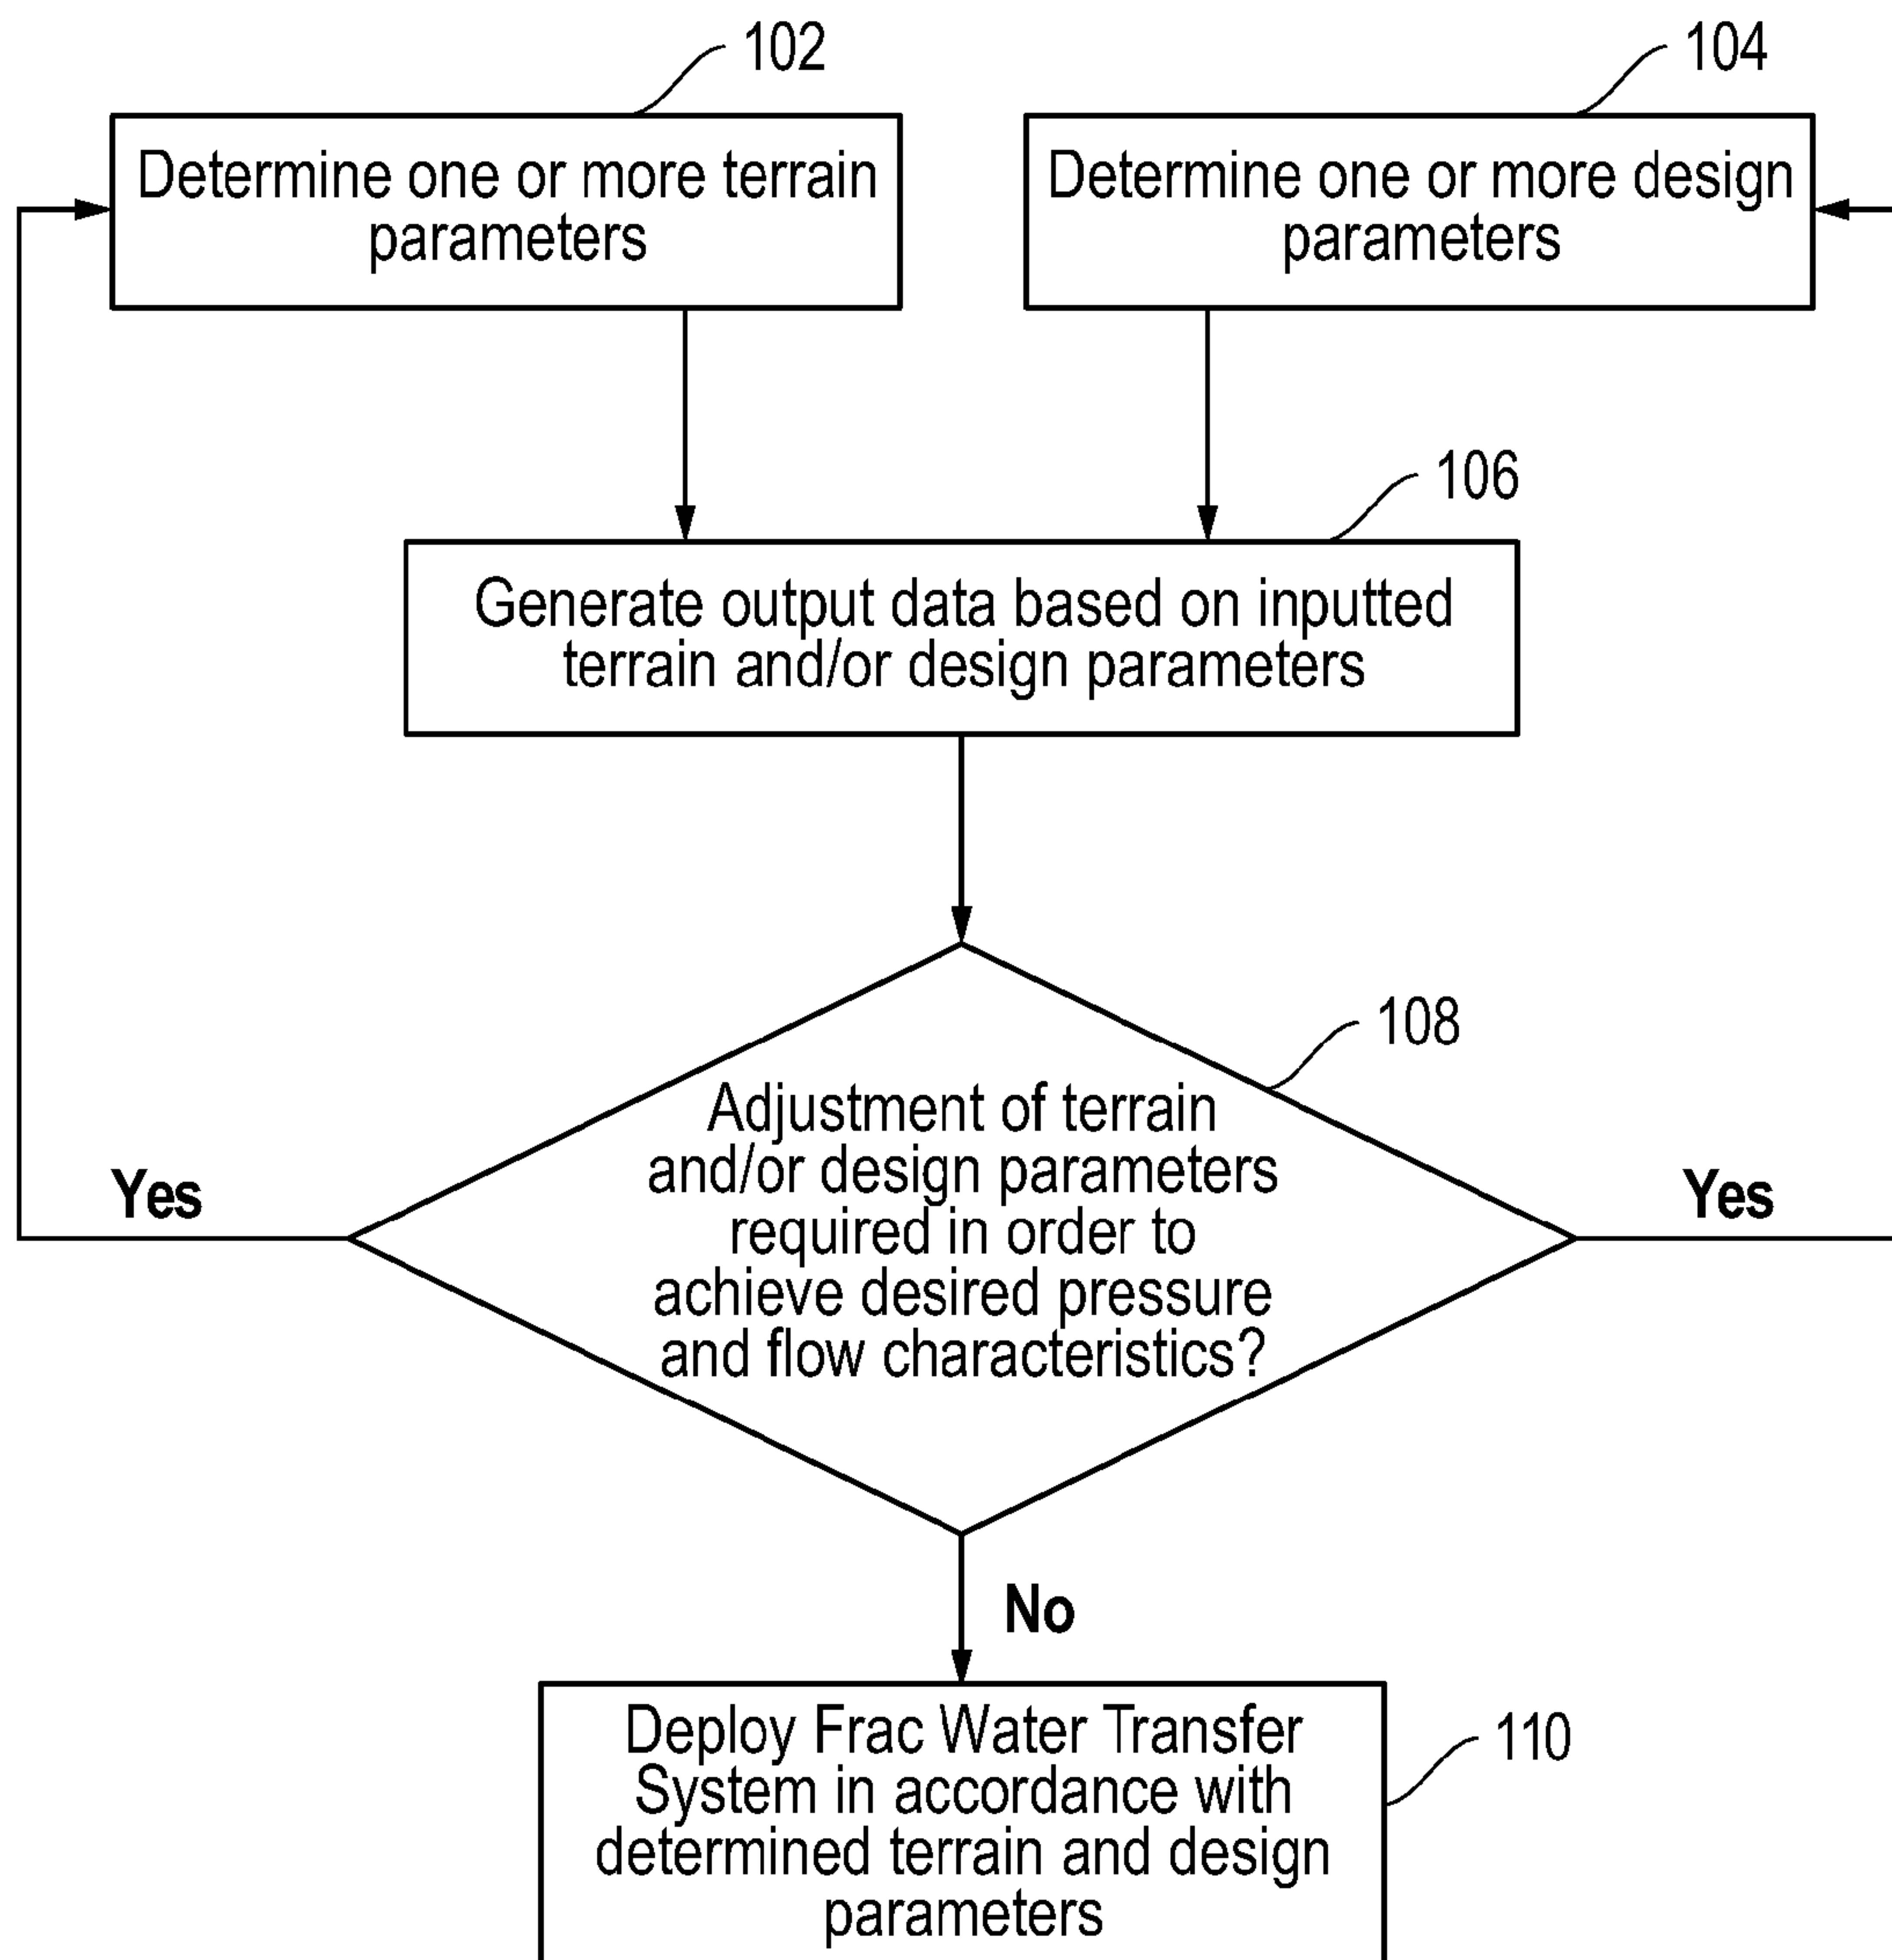 102
104
Determine one or more terrain
parameters
Determine one or more design
parameters
106
Generate output data based on inputted
terrain and/or design parameters
108
Adjustment of terrain
and/or design parameters
required in order to
achieve desired pressure
and flow characteristics?
Yes
Yes
No
Deploy Frac Water Transfer
System in accordance with
determined terrain and design
parameters
110